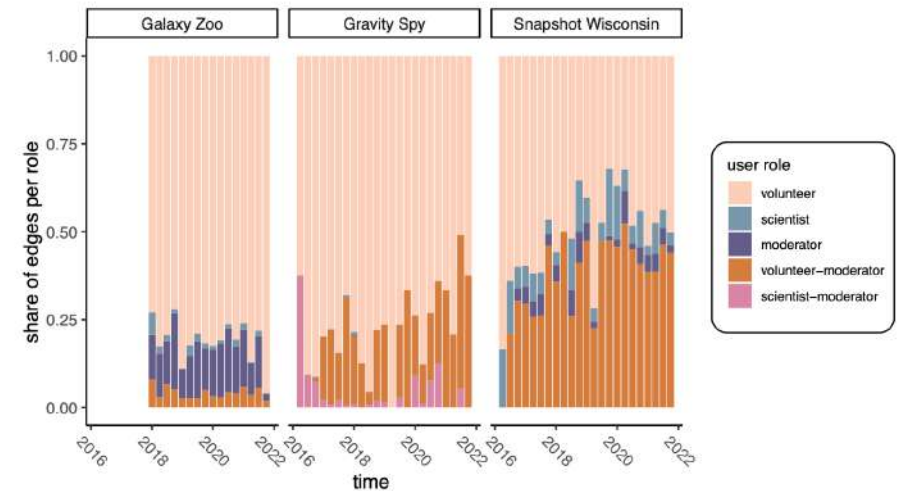 Galaxy Zoo
Gravity Spy
Snapshot Wisconsin
share of edges per role
1.00
0.75
0.50
0.25
0.00
2016
2018
2020
2022
2016
2018
2020
2022
2016
2018
2020
2022
time
user role
volunteer
scientist
moderator
volunteer-moderator
scientist-moderator